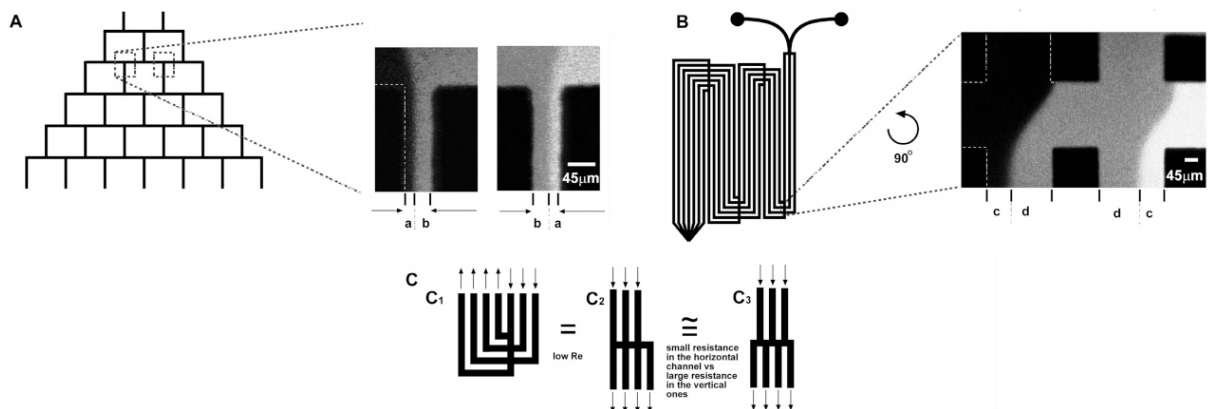 A
45μm
45μm
a b
b a
B
90°
45μm
c d
d c
C
C1
=
low Re
C2
≅
small resistance
in the horizontal
channel vs
large resistance
in the vertical
ones
C3